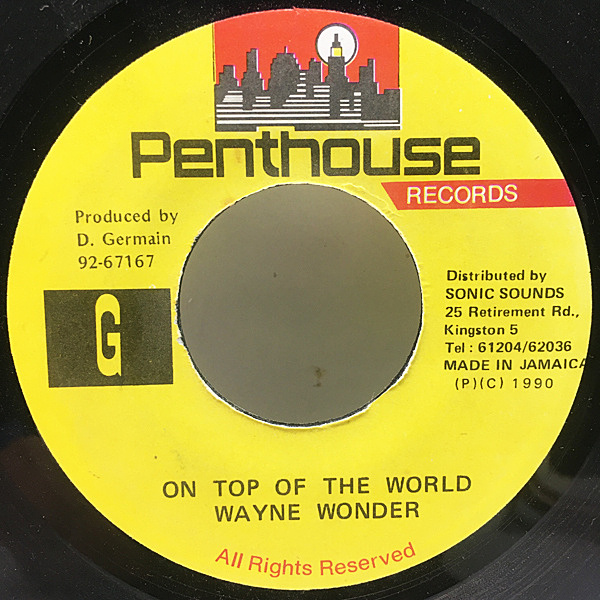 Penthouse
RECORDS
Produced by
D. Germain
92-67167
G
Distributed by
SONIC SOUNDS
25 Retirement Rd.,
Kingston 5
Tel : 61204/62036
MADE IN JAMAICA
(P)(C) 1990
ON TOP OF THE WORLD
WAYNE WONDER
All Rights Reserved